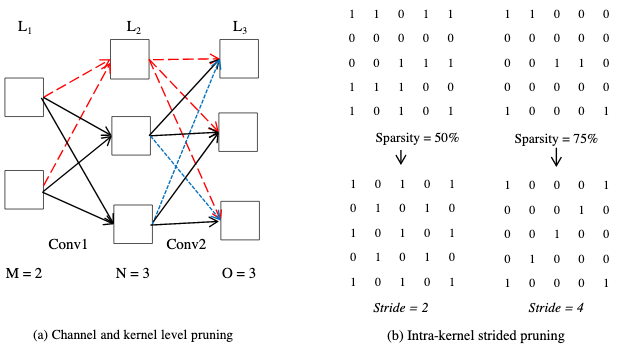 L1 L2 L3
Conv1 Conv2
M = 2 N = 3 O = 3
(a) Channel and kernel level pruning
1 1 0 1 1
0 0 0 0 0
0 0 1 1 1
1 1 1 0 0
1 0 1 0 1
Sparsity = 50%
1 0 1 0 1
0 1 0 1 0
1 0 1 0 1
0 1 0 1 0
1 0 1 0 1
Stride = 2
1 1 0 0 0
0 0 0 0 0
0 0 1 1 0
0 0 0 0 0
1 0 0 0 1
Sparsity = 75%
1 0 0 0 1
0 0 0 1 0
0 0 1 0 0
0 1 0 0 0
1 0 0 0 1
Stride = 4
(b) Intra-kernel strided pruning